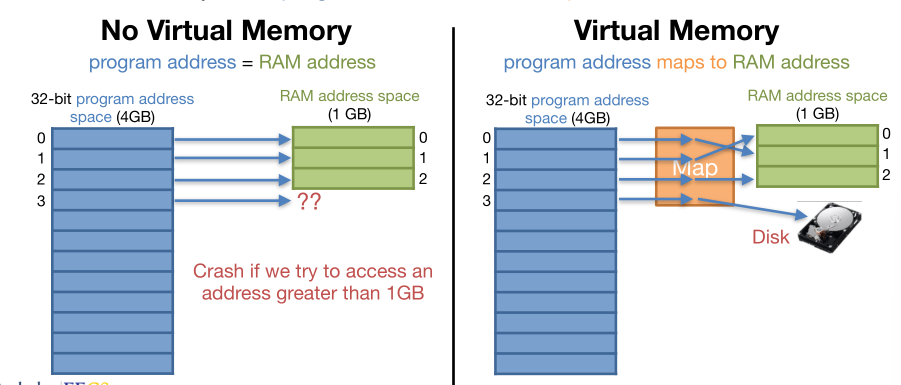 No Virtual Memory
program address = RAM address
32-bit program address
space (4GB)
RAM address space
(1 GB)
0
1
2
3
0
1
2
??
Crash if we try to access an
address greater than 1GB
Virtual Memory
program address maps to RAM address
32-bit program address
space (4GB)
RAM address space
(1 GB)
0
1
2
3
Map
0
1
2
Disk